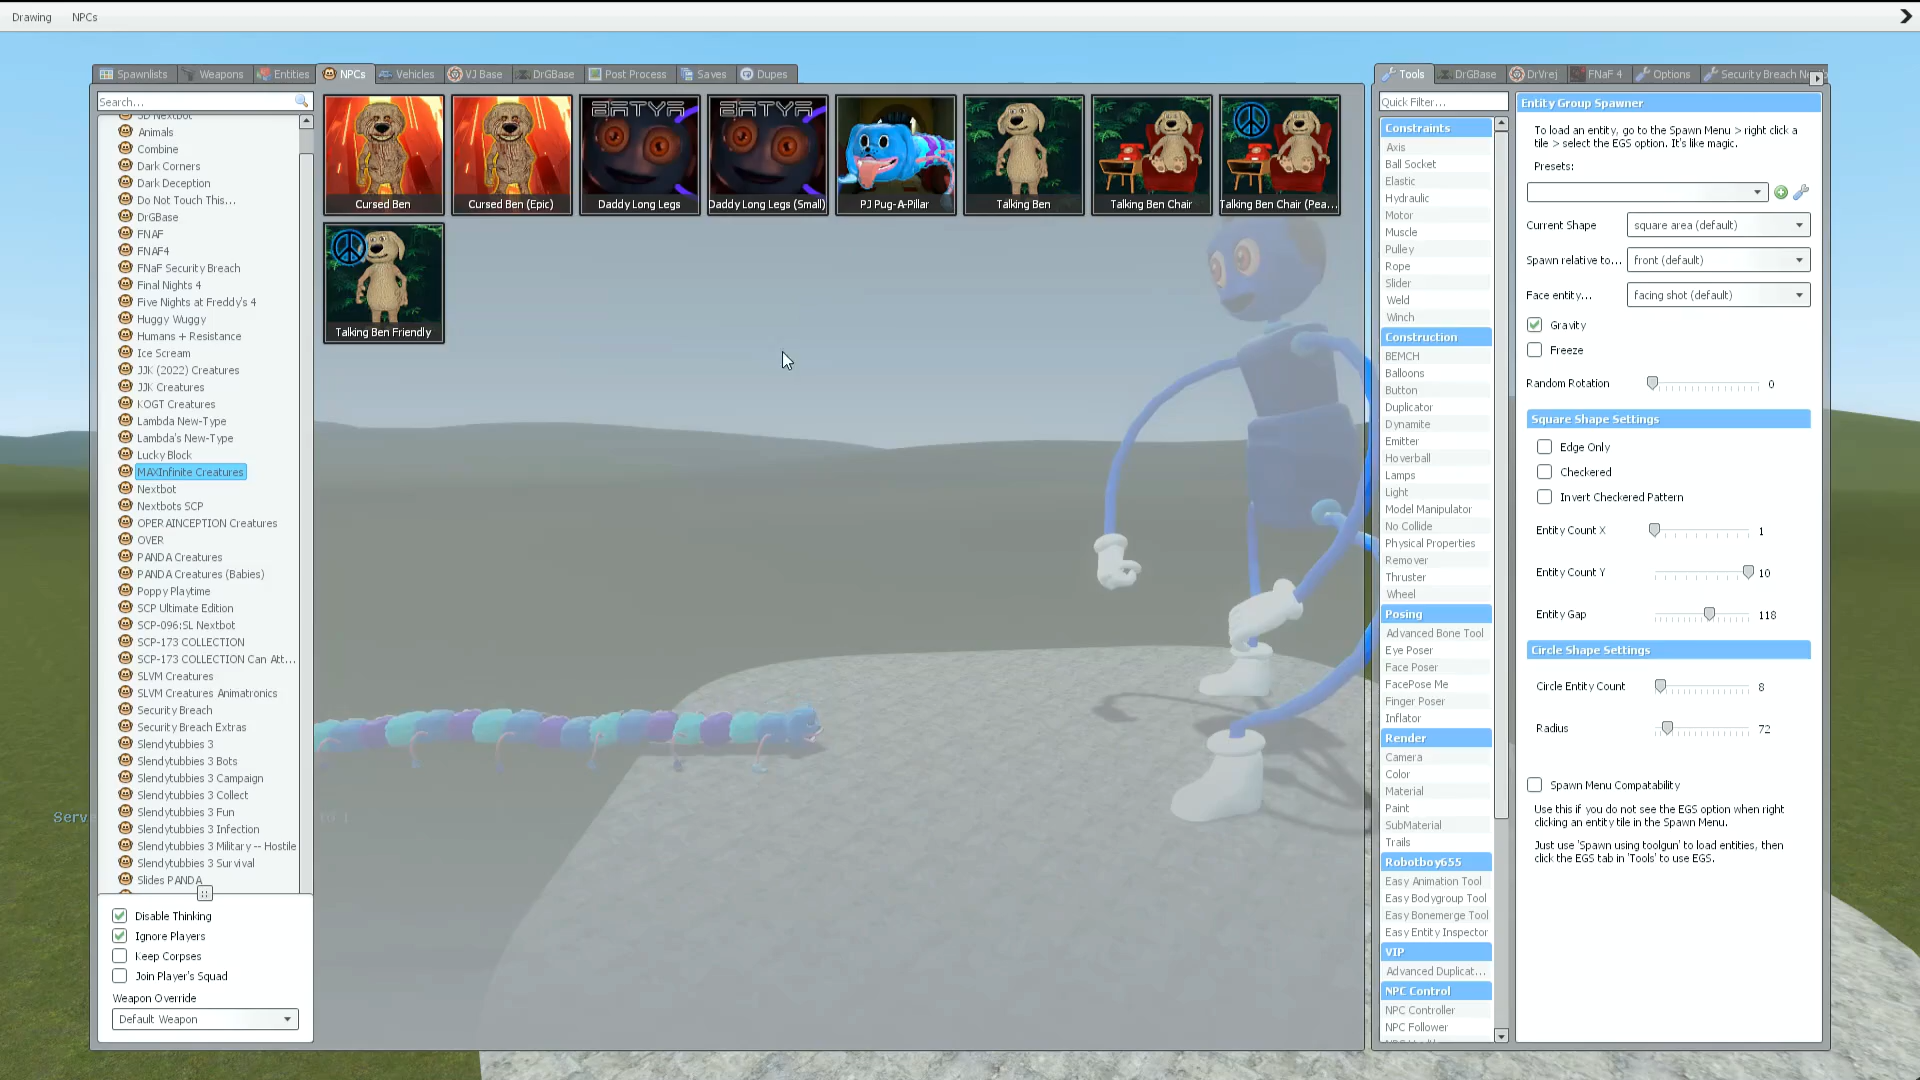 Drawing NPCs
Spawnlists Weapons Entities NPCs Vehicles VJ Base DrGBase Post Process Saves Dupes
Search...
Animals
Combine
Dark Corners
Dark Deception
Do Not Touch This...
DrGBase
FNAF
FNAF4
FNaF Security Breach
Final Nights 4
Five Nights at Freddy's 4
Huggy Wuggy
Humans + Resistance
Ice Scream
JJK (2022) Creatures
JJK Creatures
KOGT Creatures
Lambda New-Type
Lambda's New-Type
Lucky Block
MAXInfinite Creatures
Nextbot
Nextbots SCP
OPERAINCEPTION Creatures
OVER
PANDA Creatures
PANDA Creatures (Babies)
Poppy Playtime
SCP Ultimate Edition
SCP-096:SL Nextbot
SCP-173 COLLECTION
SCP-173 COLLECTION Can Att...
SLVM Creatures
SLVM Creatures Animatronics
Security Breach
Security Breach Extras
Slendytubbies 3
Slendytubbies 3 Bots
Slendytubbies 3 Campaign
Slendytubbies 3 Collect
Slendytubbies 3 Fun
Slendytubbies 3 Infection
Slendytubbies 3 Military -- Hostile
Slendytubbies 3 Survival
Slides PANDA
Disable Thinking
Ignore Players
Keep Corpses
Join Player's Squad
Weapon Override
Default Weapon
Cursed Ben
Cursed Ben (Epic)
Daddy Long Legs
Daddy Long Legs (Small)
PJ Pug-A-Pillar
Talking Ben
Talking Ben Chair
Talking Ben Chair (Pea...
Talking Ben Friendly
Tools DrGBase DrVrej FNaF 4 Options Security Breach
Quick Filter...
Constraints
Axis
Ball Socket
Elastic
Hydraulic
Motor
Muscle
Pulley
Rope
Slider
Weld
Winch
Construction
BEMCH
Balloons
Button
Duplicator
Dynamite
Emitter
Hoverball
Lamps
Light
Model Manipulator
No Collide
Physical Properties
Remover
Thruster
Wheel
Posing
Advanced Bone Tool
Eye Poser
Face Poser
FacePose Me
Finger Poser
Inflator
Render
Camera
Color
Material
Paint
SubMaterial
Trails
Robotboy655
Easy Animation Tool
Easy Bodygroup Tool
Easy Bonemerge Tool
Easy Entity Inspector
VIP
Advanced Duplicat...
NPC Control
NPC Controller
NPC Follower
Entity Group Spawner
To load an entity, go to the Spawn Menu > right click a
tile > select the EGS option. It's like magic.
Presets:
Current Shape square area (default)
Spawn relative to... front (default)
Face entity... facing shot (default)
Gravity
Freeze
Random Rotation 0
Square Shape Settings
Edge Only
Checkered
Invert Checkered Pattern
Entity Count X 1
Entity Count Y 10
Entity Gap 118
Circle Shape Settings
Circle Entity Count 8
Radius 72
Spawn Menu Compatability
Use this if you do not see the EGS option when right
clicking an entity tile in the Spawn Menu.
Just use 'Spawn using toolgun' to load entities, then
click the EGS tab in 'Tools' to use EGS.